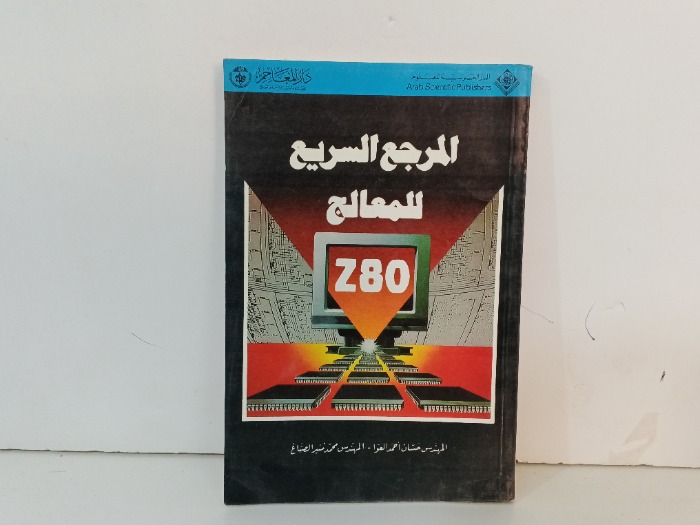 الدار العربية للعلوم
Arab Scientific Publishers
دار المعاجم
المرجع السريع
للمعالج
Z80
المهندس حسان أحمد العوا - المهندس محمد نمير الصباغ